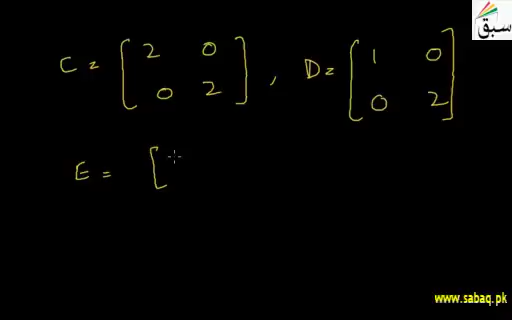 سبق
C = [ 2 0 , D = [ 1 0
0 2 ] 0 2 ]
E = [
www.sabaq.pk